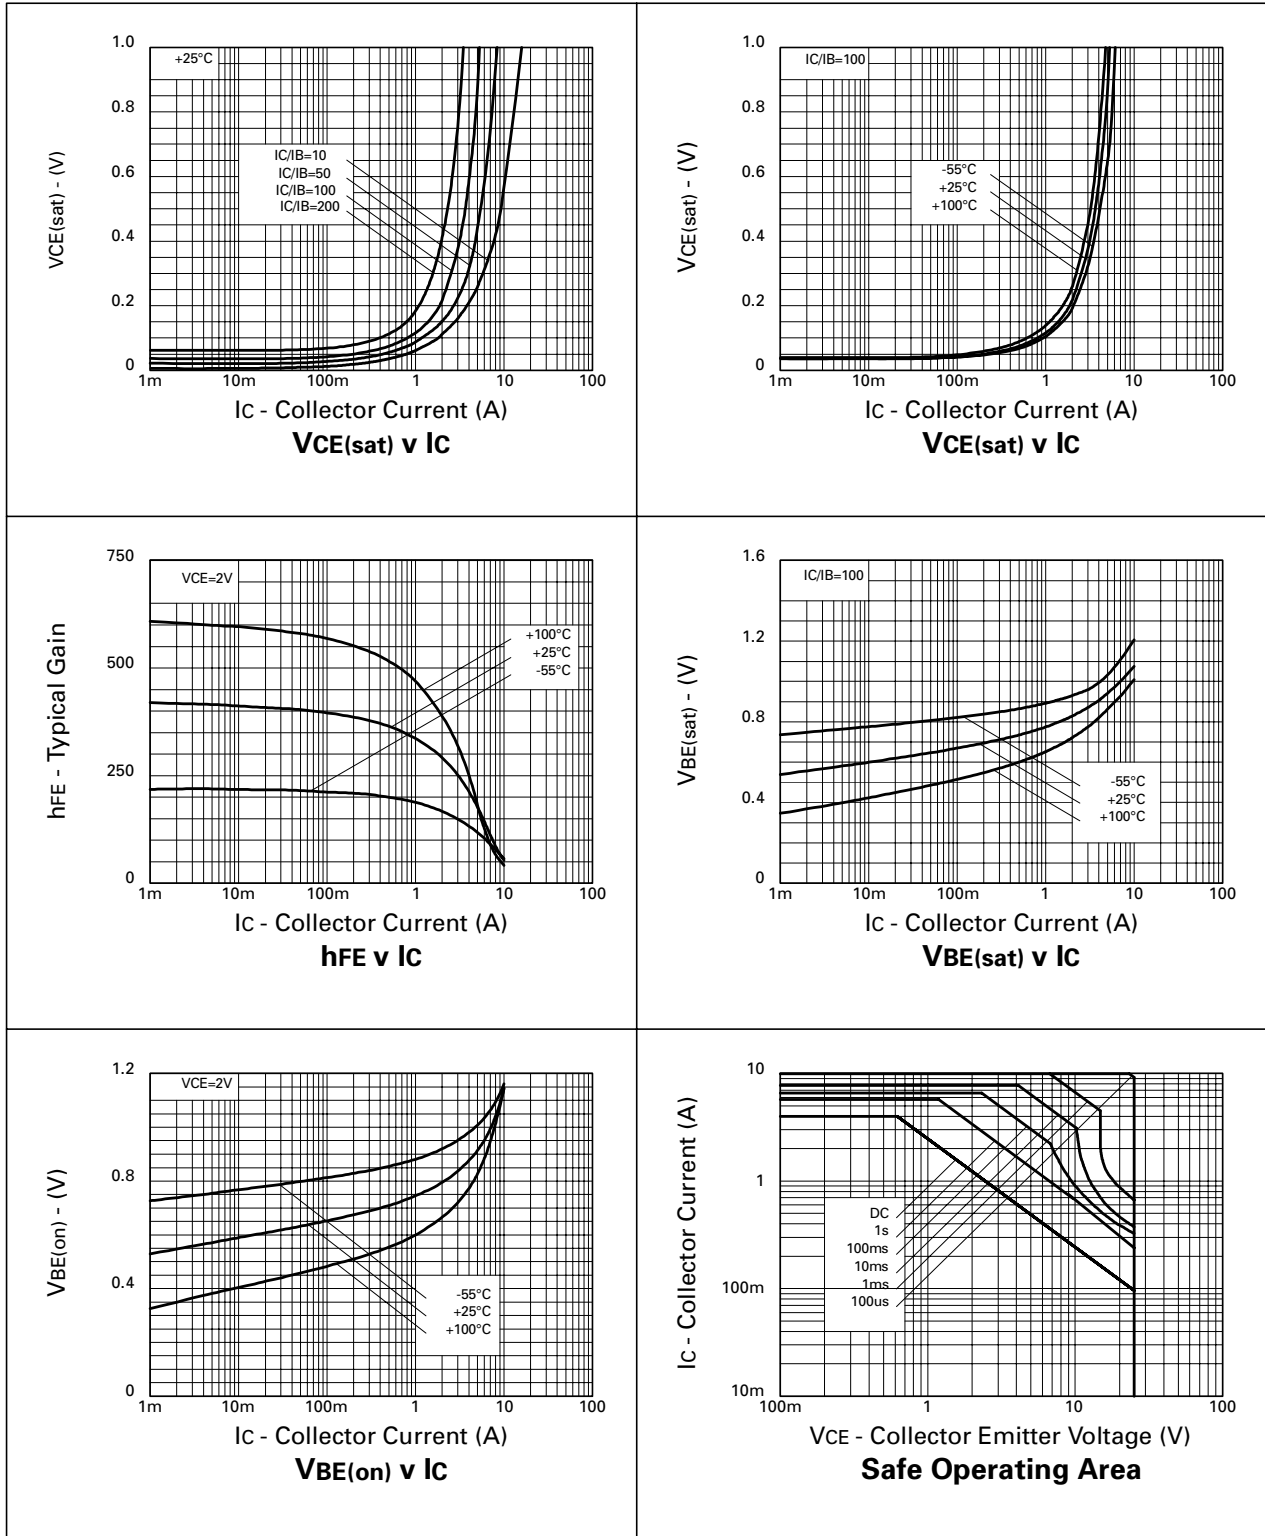 1.0
0.8
0.6
0.4
0.2
0
+25°C
IC/IB=10
IC/IB=50
IC/IB=100
IC/IB=200
VCE(sat) - (V)
1m 10m 100m 1 10 100
IC - Collector Current (A)
VCE(sat) v IC
1.0
0.8
0.6
0.4
0.2
0
IC/IB=100
-55°C
+25°C
+100°C
VCE(sat) - (V)
1m 10m 100m 1 10 100
IC - Collector Current (A)
VCE(sat) v IC
750
500
250
0
VCE=2V
+100°C
+25°C
-55°C
hFE - Typical Gain
1m 10m 100m 1 10 100
IC - Collector Current (A)
hFE v IC
1.6
1.2
0.8
0.4
0
IC/IB=100
-55°C
+25°C
+100°C
VBE(sat) - (V)
1m 10m 100m 1 10 100
IC - Collector Current (A)
VBE(sat) v IC
1.2
0.8
0.4
0
VCE=2V
-55°C
+25°C
+100°C
VBE(on) - (V)
1m 10m 100m 1 10 100
IC - Collector Current (A)
VBE(on) v IC
10
1
100m
10m
DC
1s
100ms
10ms
1ms
100us
IC - Collector Current (A)
100m 1 10 100
VCE - Collector Emitter Voltage (V)
Safe Operating Area